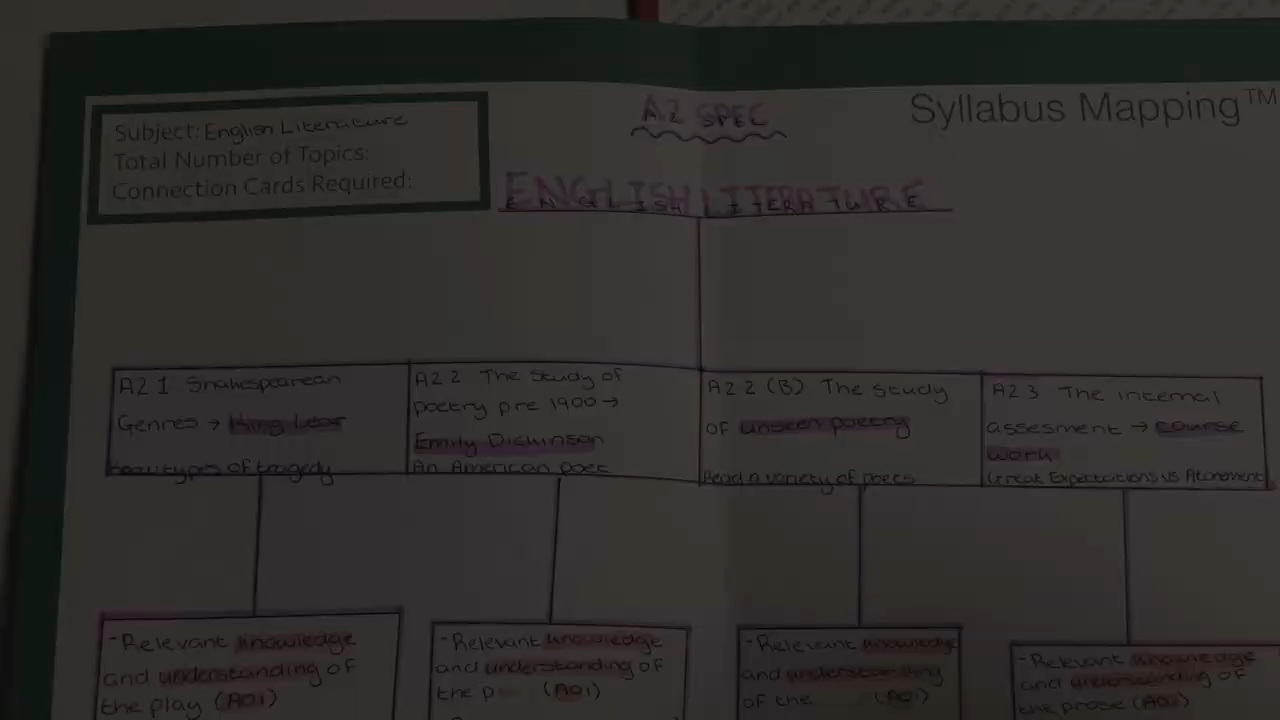 Syllabus Mapping™
A2 SPEC
Subject: English Literature
Total Number of Topics:
Connection Cards Required:
ENGLISH LITERATURE
A2 1 Shakespearean
Genres → King Lear
types of tragedy
A2 2 The Study of
poetry pre 1900 →
Emily Dickinson
An American poet
A2 2 (B) The study
of unseen poetry
Read a variety of poets
A2 3 The internal
assesment → course
work
Great Expectations vs Atonement
- Relevant knowledge
and understanding of
the play (AO1)
- Relevant knowledge
and understanding of
the (AO1)
- Relevant knowledge
and understanding
of the (AO1)
- Relevant knowledge
and understanding of
the prose (AO1)